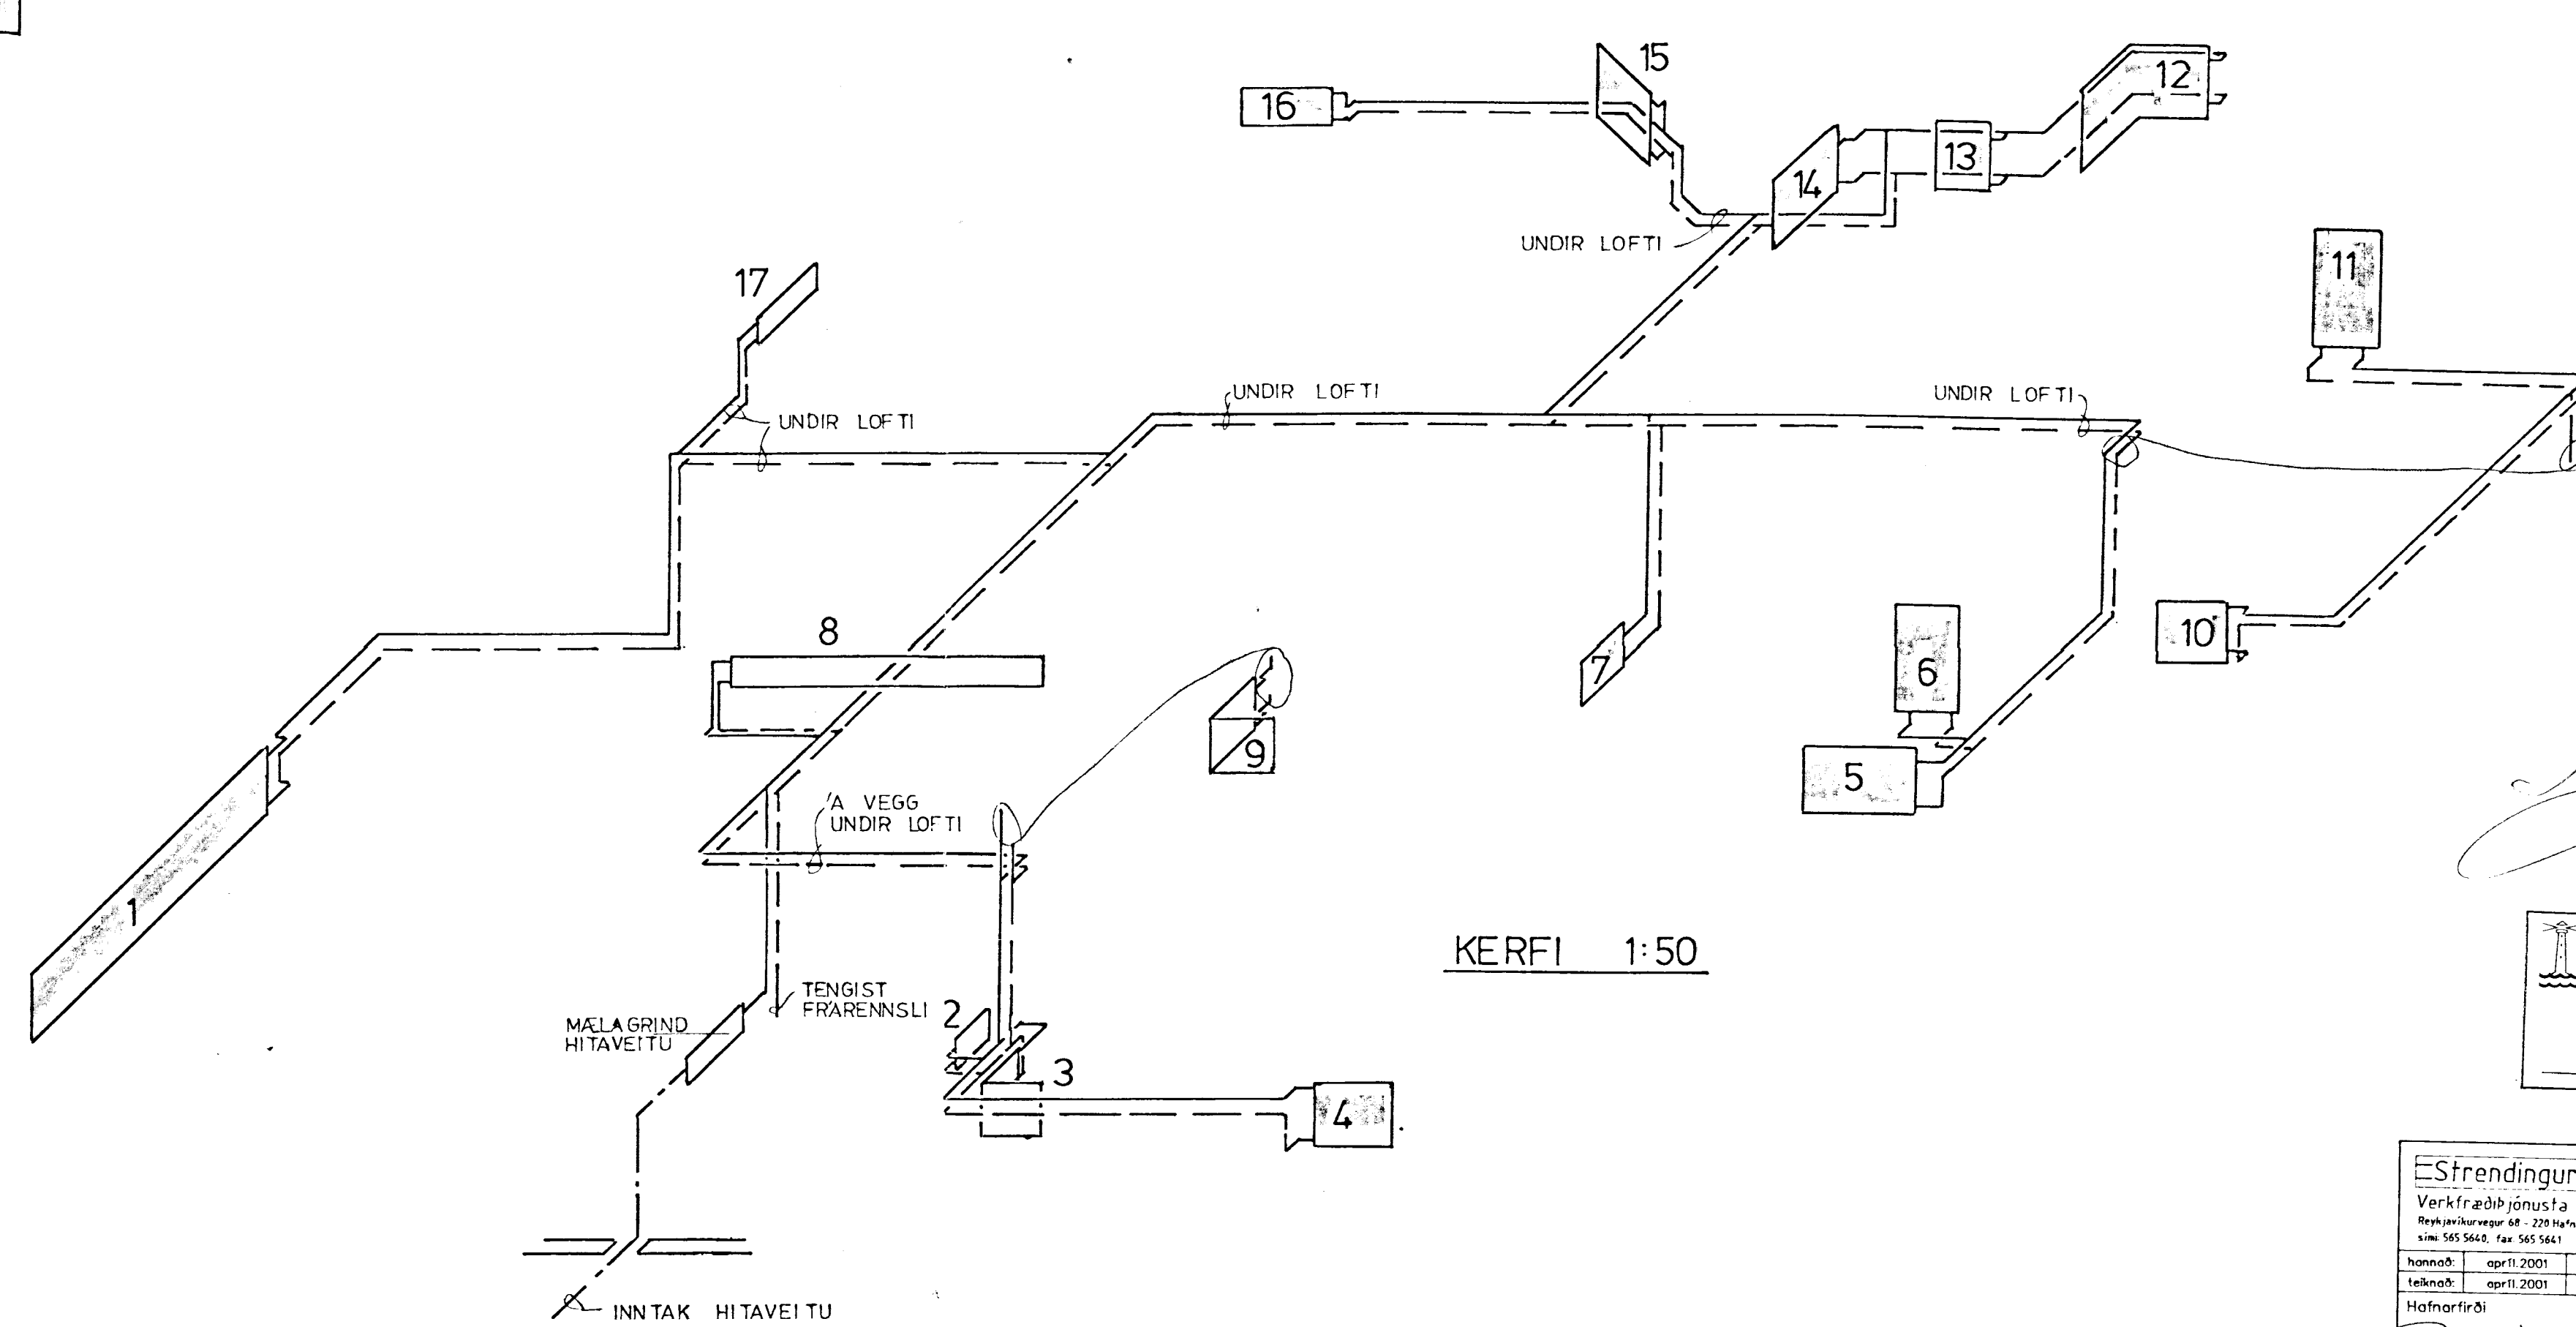 15
12
16
13
14
UNDIR LOFTI
11
17
UNDIR LOFTI
UNDIR LOFTI
UNDIR LOFTI
8
10
7
6
9
5
'A VEGG
UNDIR LOFTI
1
KERFI 1:50
TENGIST
FRÁRENNSLI
2
MÆLAGRIND
HITAVEITU
3
4
INNTAK HITAVEITU
Strendingur
Verkfræðiþjónusta
Reykjavíkurvegur 68 - 220 Hafn
sími: 565 5640, fax: 565 5641
hannað: apríl.2001
teiknað: apríl.2001
Hafnarfirði